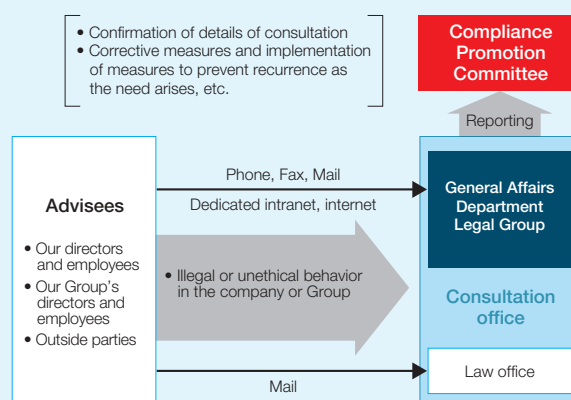 • Confirmation of details of consultation
• Corrective measures and implementation
of measures to prevent recurrence as
the need arises, etc.
Compliance
Promotion
Committee
Reporting
Advisees
• Our directors
and employees
• Our Group's
directors and
employees
• Outside parties
Phone, Fax, Mail
Dedicated intranet, internet
• Illegal or unethical behavior
in the company or Group
Mail
General Affairs
Department
Legal Group
Consultation
office
Law office